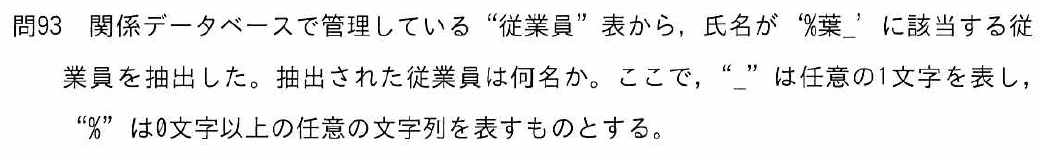 問93 関係データベースで管理している“従業員”表から，氏名が‘%葉_’に該当する従
業員を抽出した。抽出された従業員は何名か。ここで，“_”は任意の1文字を表し，
“%”は0文字以上の任意の文字列を表すものとする。